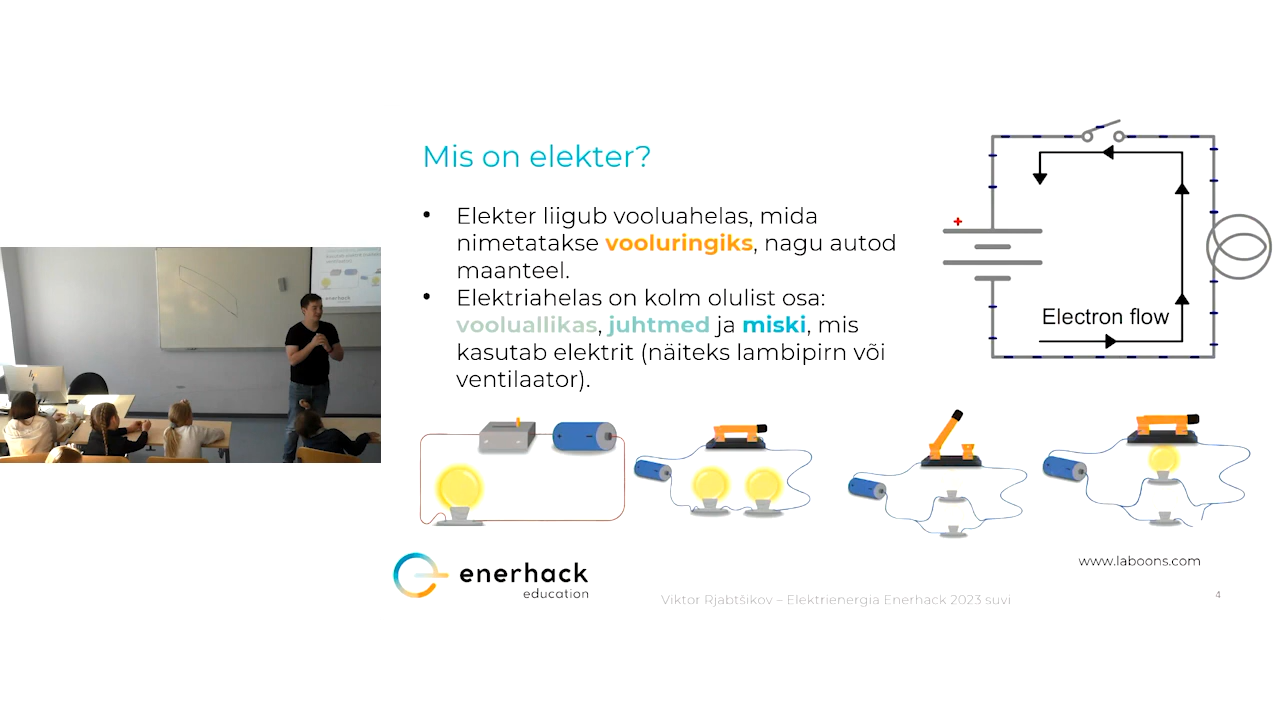 Mis on elekter?
• Elekter liigub vooluahelas, mida
nimetatakse vooluringiks, nagu autod
maanteel.
• Elektriahelas on kolm olulist osa:
vooluallikas, juhtmed ja miski, mis
kasutab elektrit (näiteks lambipirn või
ventilaator).
+
Electron flow
enerhack
enerhack
education
www.laboons.com
Viktor Rjabtšikov – Elektrienergia Enerhack 2023 suvi
4